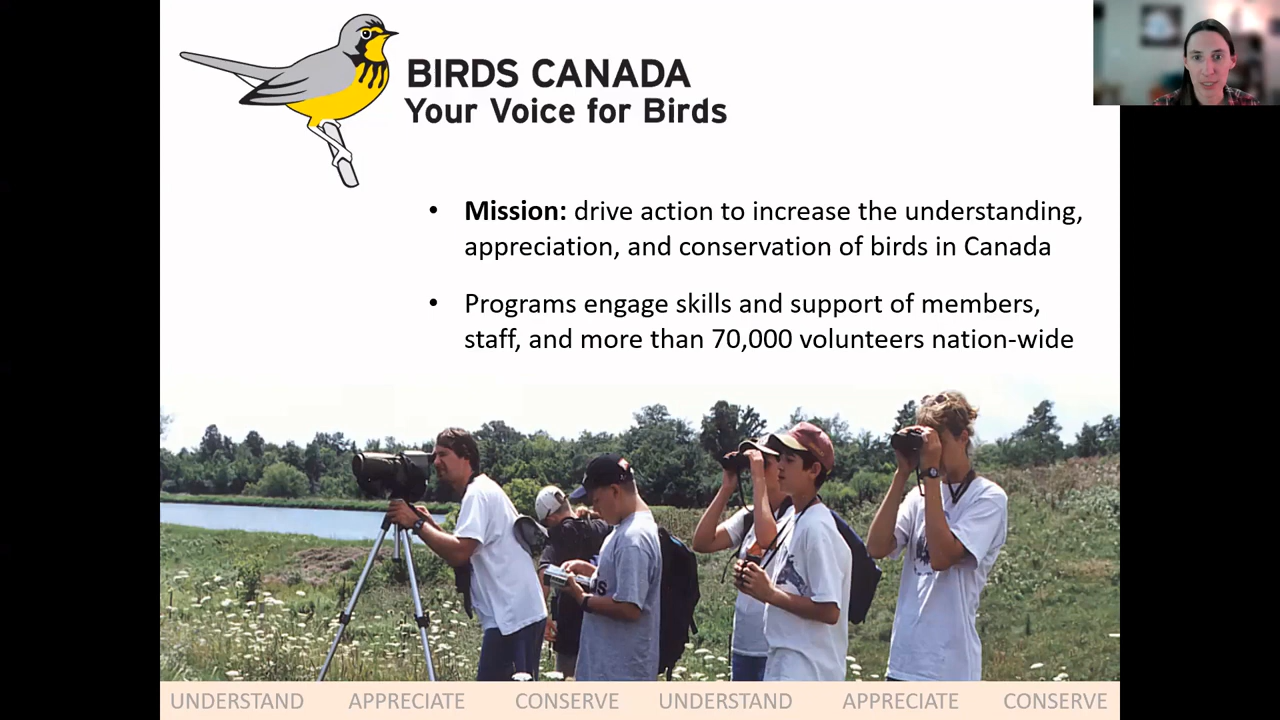 BIRDS CANADA
Your Voice for Birds
• Mission: drive action to increase the understanding,
appreciation, and conservation of birds in Canada
• Programs engage skills and support of members,
staff, and more than 70,000 volunteers nation-wide
UNDERSTAND APPRECIATE CONSERVE UNDERSTAND APPRECIATE CONSERVE